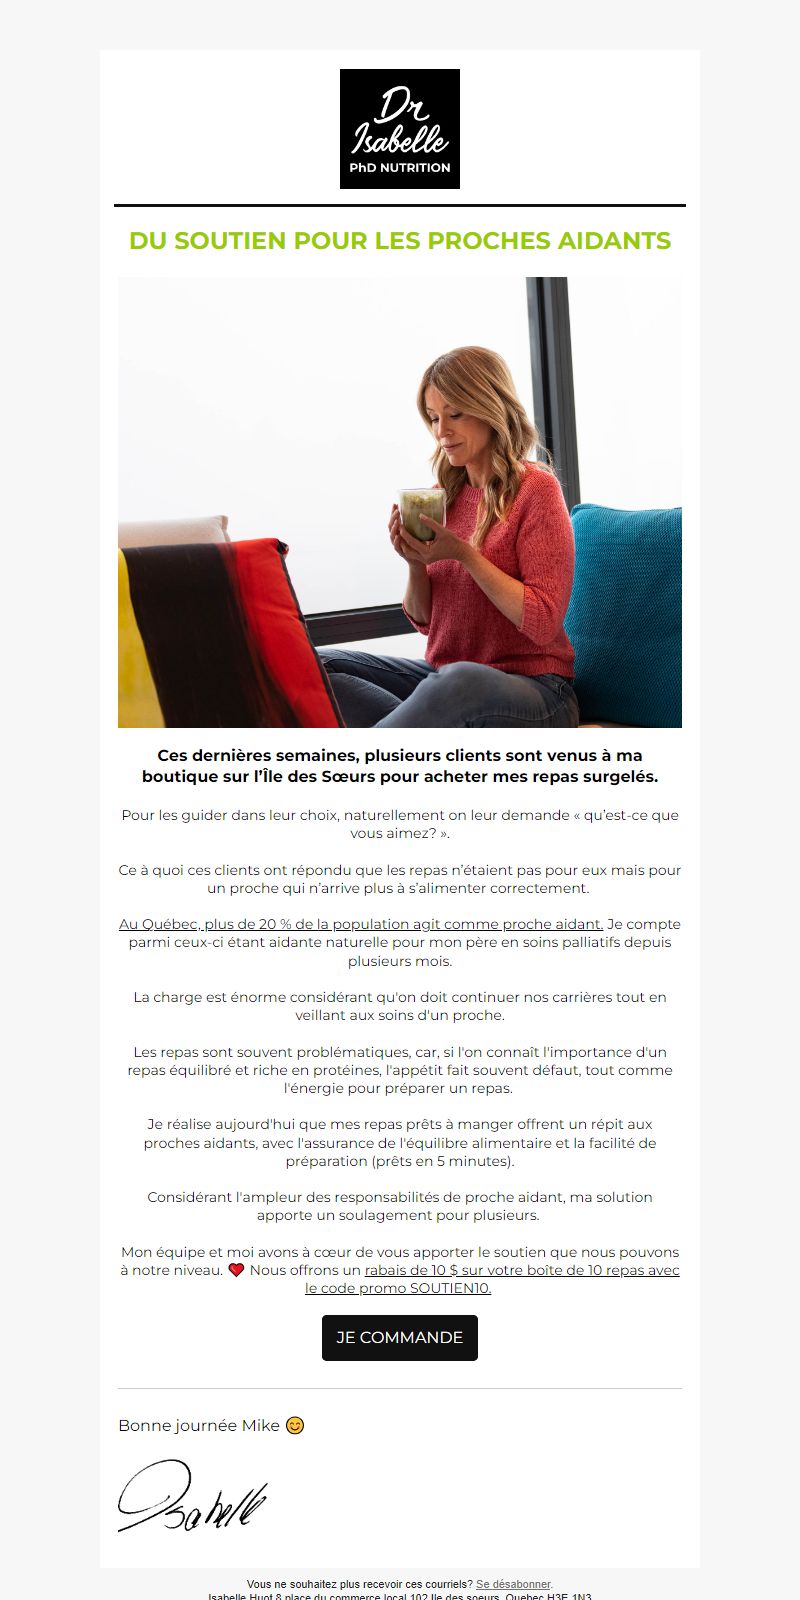 Dr
Isabelle
PhD NUTRITION
DU SOUTIEN POUR LES PROCHES AIDANTS
Ces dernières semaines, plusieurs clients sont venus à ma
boutique sur l’Île des Sœurs pour acheter mes repas surgelés.
Pour les guider dans leur choix, naturellement on leur demande « qu’est-ce que
vous aimez? ».
Ce à quoi ces clients ont répondu que les repas n’étaient pas pour eux mais pour
un proche qui n’arrive plus à s’alimenter correctement.
Au Québec, plus de 20 % de la population agit comme proche aidant. Je compte
parmi ceux-ci étant aidante naturelle pour mon père en soins palliatifs depuis
plusieurs mois.
La charge est énorme considérant qu'on doit continuer nos carrières tout en
veillant aux soins d'un proche.
Les repas sont souvent problématiques, car, si l'on connaît l'importance d'un
repas équilibré et riche en protéines, l'appétit fait souvent défaut, tout comme
l'énergie pour préparer un repas.
Je réalise aujourd'hui que mes repas prêts à manger offrent un répit aux
proches aidants, avec l'assurance de l'équilibre alimentaire et la facilité de
préparation (prêts en 5 minutes).
Considérant l'ampleur des responsabilités de proche aidant, ma solution
apporte un soulagement pour plusieurs.
Mon équipe et moi avons à cœur de vous apporter le soutien que nous pouvons
à notre niveau. ❤️ Nous offrons un rabais de 10 $ sur votre boîte de 10 repas avec
le code promo SOUTIEN10.
JE COMMANDE
Bonne journée Mike 😊
Isabelle
Vous ne souhaitez plus recevoir ces courriels? Se désabonner.
Isabelle Huot 8 place du commerce local 102 Ile des soeurs, Quebec H3E 1N3